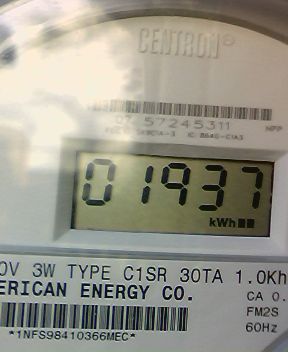 CENTRON®
57245311
01937
kWh
0V 3W TYPE C1SR 30TA 1.0Kh
ERICAN ENERGY CO.
CA 0.
FM2S
*1NFS98410366MEC*
60Hz